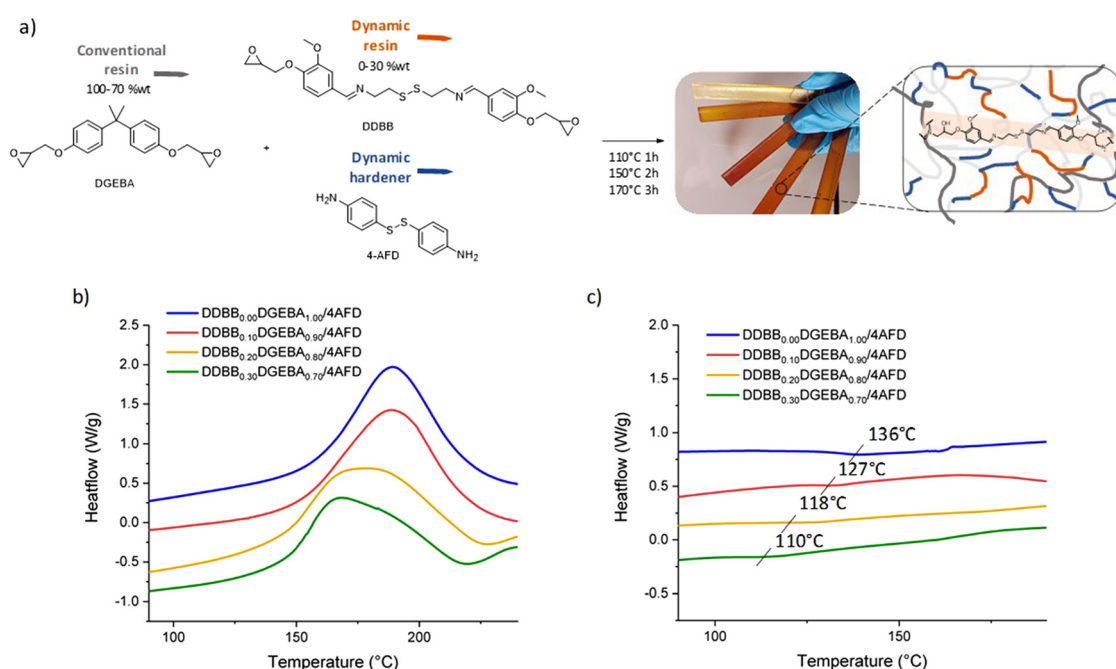 a)
Conventional
resin
100-70 %wt
DGEBA
+
Dynamic
resin
0-30 %wt
DDBB
Dynamic
hardener
4-AFD
110°C 1h
150°C 2h
170°C 3h
b)
DDBB0.00DGEBA1.00/4AFD
DDBB0.10DGEBA0.90/4AFD
DDBB0.20DGEBA0.80/4AFD
DDBB0.30DGEBA0.70/4AFD
2.5
2.0
1.5
1.0
0.5
0.0
-0.5
-1.0
Heatflow (W/g)
100 150 200
Temperature (°C)
c)
DDBB0.00DGEBA1.00/4AFD
DDBB0.10DGEBA0.90/4AFD
DDBB0.20DGEBA0.80/4AFD
DDBB0.30DGEBA0.70/4AFD
2.0
1.5
1.0
0.5
0.0
-0.5
Heatflow (W/g)
136°C
127°C
118°C
110°C
100 150
Temperature (°C)